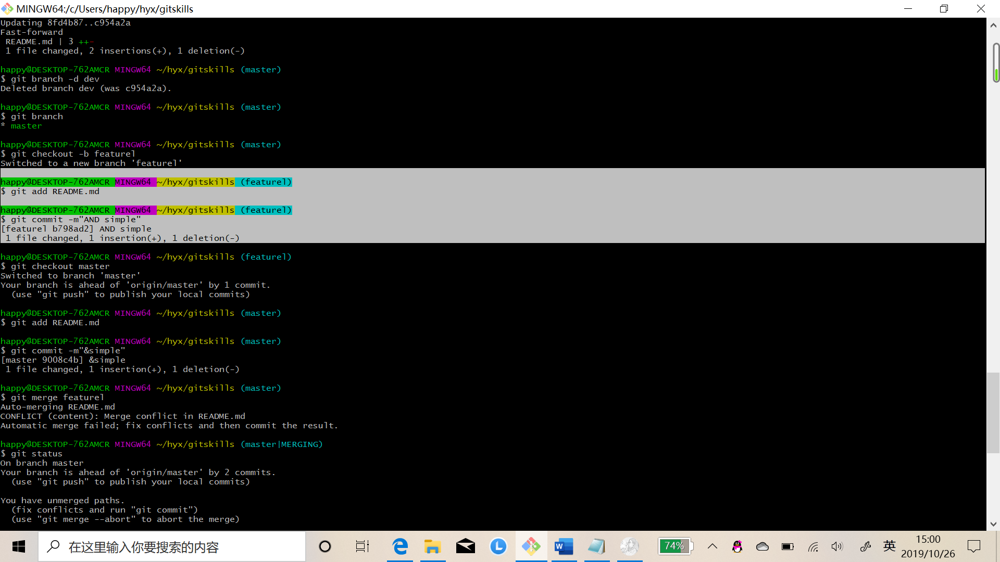 MINGW64:/c/Users/happy/hyx/gitskills
Updating 8fd4b87..c954a2a
Fast-forward
 README.md | 3 ++-
 1 file changed, 2 insertions(+), 1 deletion(-)
happy@DESKTOP-762AMCR MINGW64 ~/hyx/gitskills (master)
$ git branch -d dev
Deleted branch dev (was c954a2a).
happy@DESKTOP-762AMCR MINGW64 ~/hyx/gitskills (master)
$ git branch
* master
happy@DESKTOP-762AMCR MINGW64 ~/hyx/gitskills (master)
$ git checkout -b featurel
Switched to a new branch 'featurel'
happy@DESKTOP-762AMCR MINGW64 ~/hyx/gitskills (featurel)
$ git add README.md
happy@DESKTOP-762AMCR MINGW64 ~/hyx/gitskills (featurel)
$ git commit -m"AND simple"
[featurel b798ad2] AND simple
 1 file changed, 1 insertion(+), 1 deletion(-)
happy@DESKTOP-762AMCR MINGW64 ~/hyx/gitskills (featurel)
$ git checkout master
Switched to branch 'master'
Your branch is ahead of 'origin/master' by 1 commit.
  (use "git push" to publish your local commits)
happy@DESKTOP-762AMCR MINGW64 ~/hyx/gitskills (master)
$ git add README.md
happy@DESKTOP-762AMCR MINGW64 ~/hyx/gitskills (master)
$ git commit -m"&simple"
[master 9008c4b] &simple
 1 file changed, 1 insertion(+), 1 deletion(-)
happy@DESKTOP-762AMCR MINGW64 ~/hyx/gitskills (master)
$ git merge featurel
Auto-merging README.md
CONFLICT (content): Merge conflict in README.md
Automatic merge failed; fix conflicts and then commit the result.
happy@DESKTOP-762AMCR MINGW64 ~/hyx/gitskills (master|MERGING)
$ git status
On branch master
Your branch is ahead of 'origin/master' by 2 commits.
  (use "git push" to publish your local commits)
You have unmerged paths.
  (fix conflicts and run "git commit")
  (use "git merge --abort" to abort the merge)
在这里输入你要搜索的内容
74%
英
15:00
2019/10/26